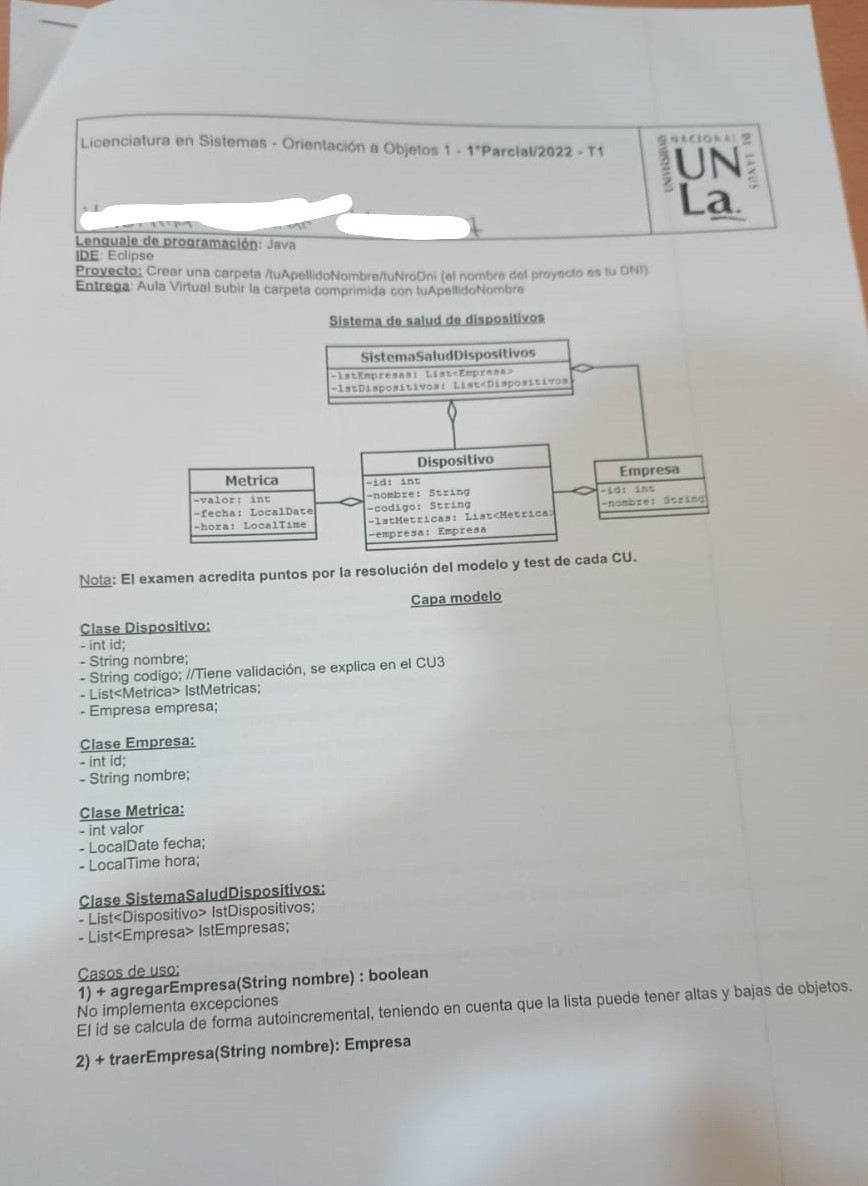 Licenciatura en Sistemas - Orientación a Objetos 1 - 1°Parcial/2022 - T1
UNIVERSIDAD NACIONAL DE LANUS
UN
La.
Lenguaje de programación: Java
IDE: Eclipse
Proyecto: Crear una carpeta /tuApellidoNombre/tuNroDni (el nombre del proyecto es tu DNI)
Entrega: Aula Virtual subir la carpeta comprimida con tuApellidoNombre
Sistema de salud de dispositivos
SistemaSaludDispositivos
-lstEmpresas: List<Empresa>
-lstDispositivos: List<Dispositivos
Metrica
-valor: int
-fecha: LocalDate
-hora: LocalTime
Dispositivo
-id: int
-nombre: String
-codigo: String
-lstMetricas: List<Metrica>
-empresa: Empresa
Empresa
-id: int
-nombre: String
Nota: El examen acredita puntos por la resolución del modelo y test de cada CU.
Capa modelo
Clase Dispositivo:
- int id;
- String nombre;
- String codigo; //Tiene validación, se explica en el CU3
- List<Metrica> lstMetricas;
- Empresa empresa;
Clase Empresa:
- int id;
- String nombre;
Clase Metrica:
- int valor
- LocalDate fecha;
- LocalTime hora;
Clase SistemaSaludDispositivos:
- List<Dispositivo> lstDispositivos;
- List<Empresa> lstEmpresas;
Casos de uso:
1) + agregarEmpresa(String nombre) : boolean
No implementa excepciones
El id se calcula de forma autoincremental, teniendo en cuenta que la lista puede tener altas y bajas de objetos.
2) + traerEmpresa(String nombre): Empresa